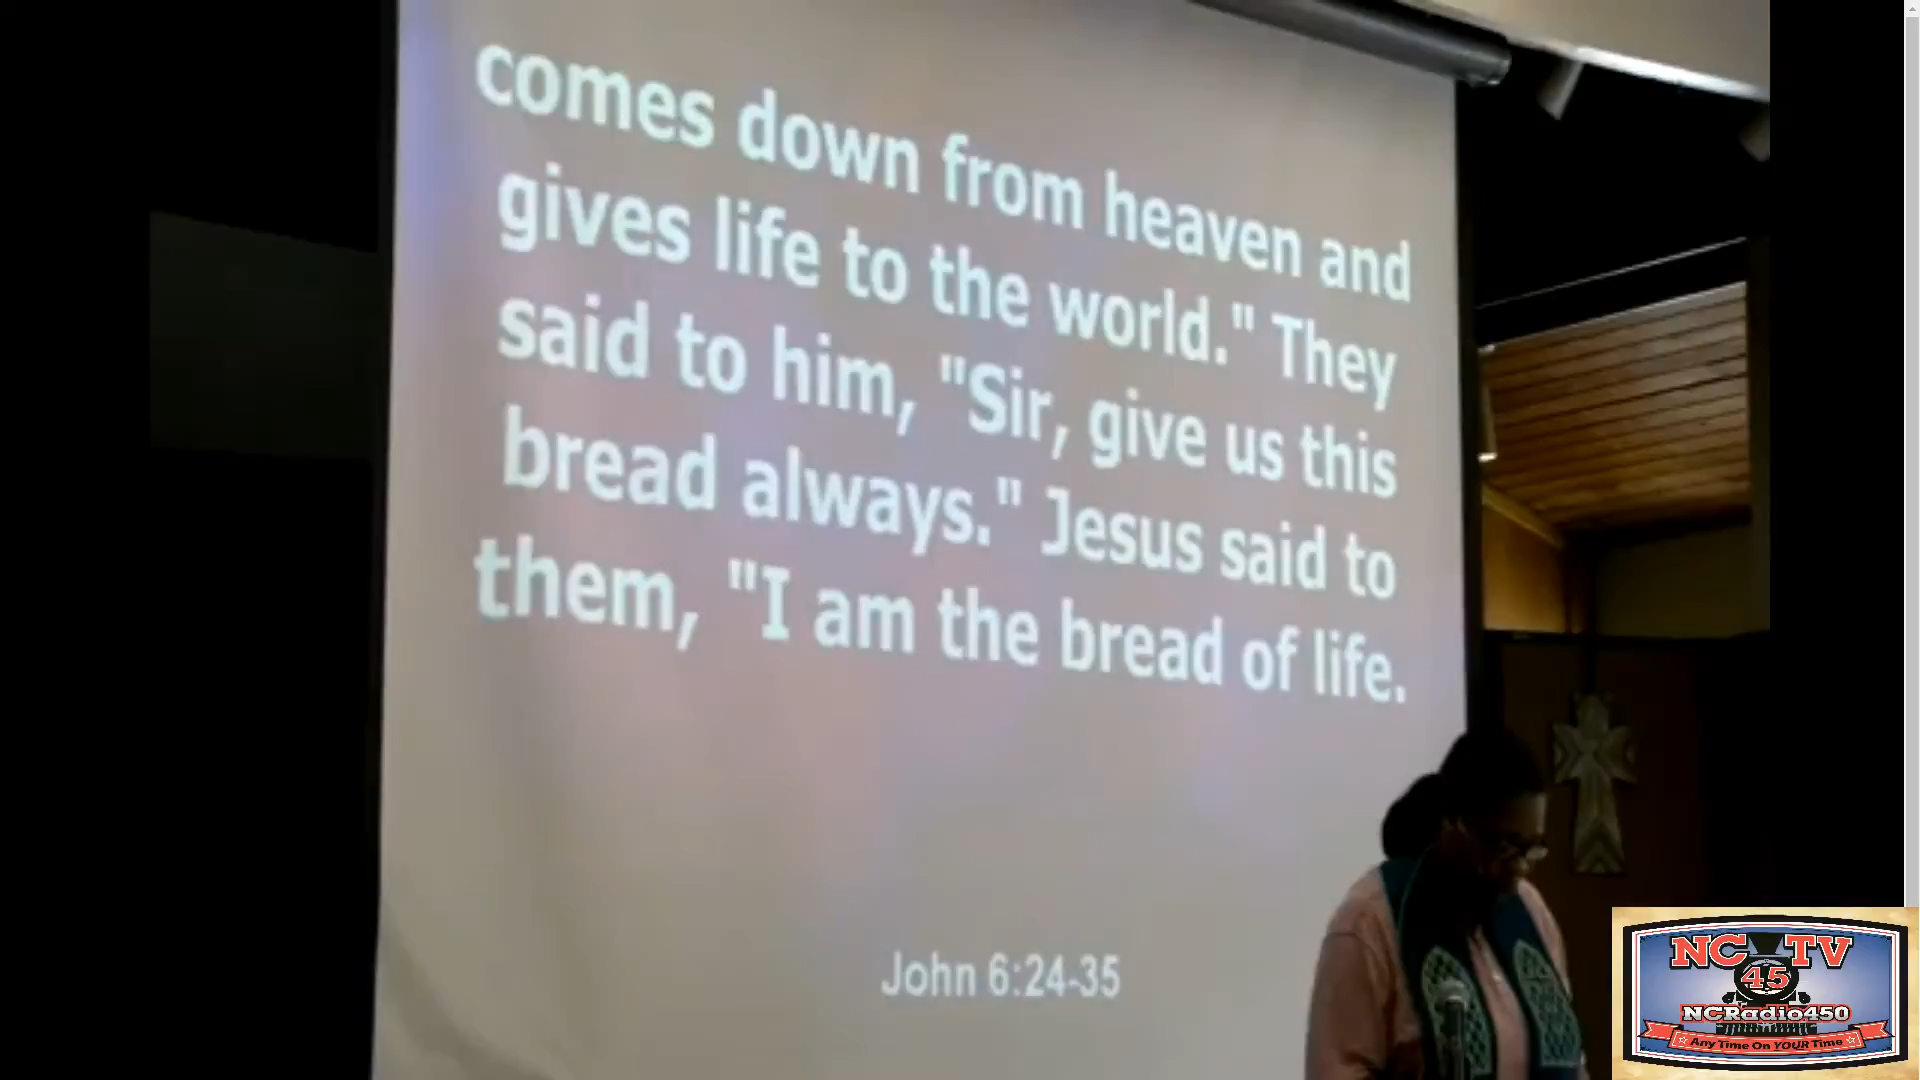 comes down from heaven and
gives life to the world." They
said to him, "Sir, give us this
bread always." Jesus said to
them, "I am the bread of life.
John 6:24-35
NC TV
45
NCRadio450
Any Time On YOUR Time